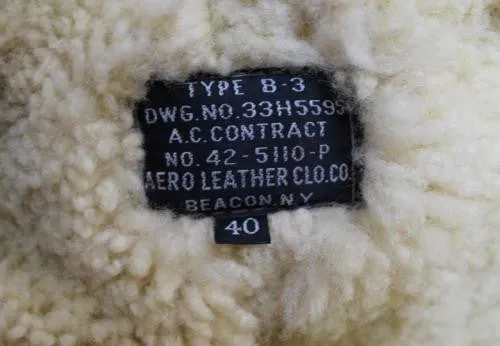 TYPE B-3
DWG.NO.33H5595
A.C.CONTRACT
NO. 42-5110-P
AERO LEATHER CLO.CO.
BEACON, N.Y
40